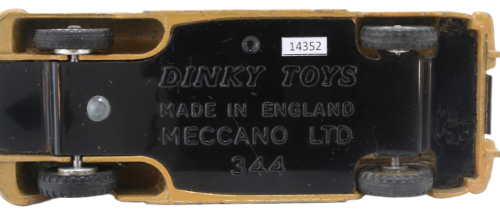 14352
DINKY TOYS
MADE IN ENGLAND
MECCANO LTD
344